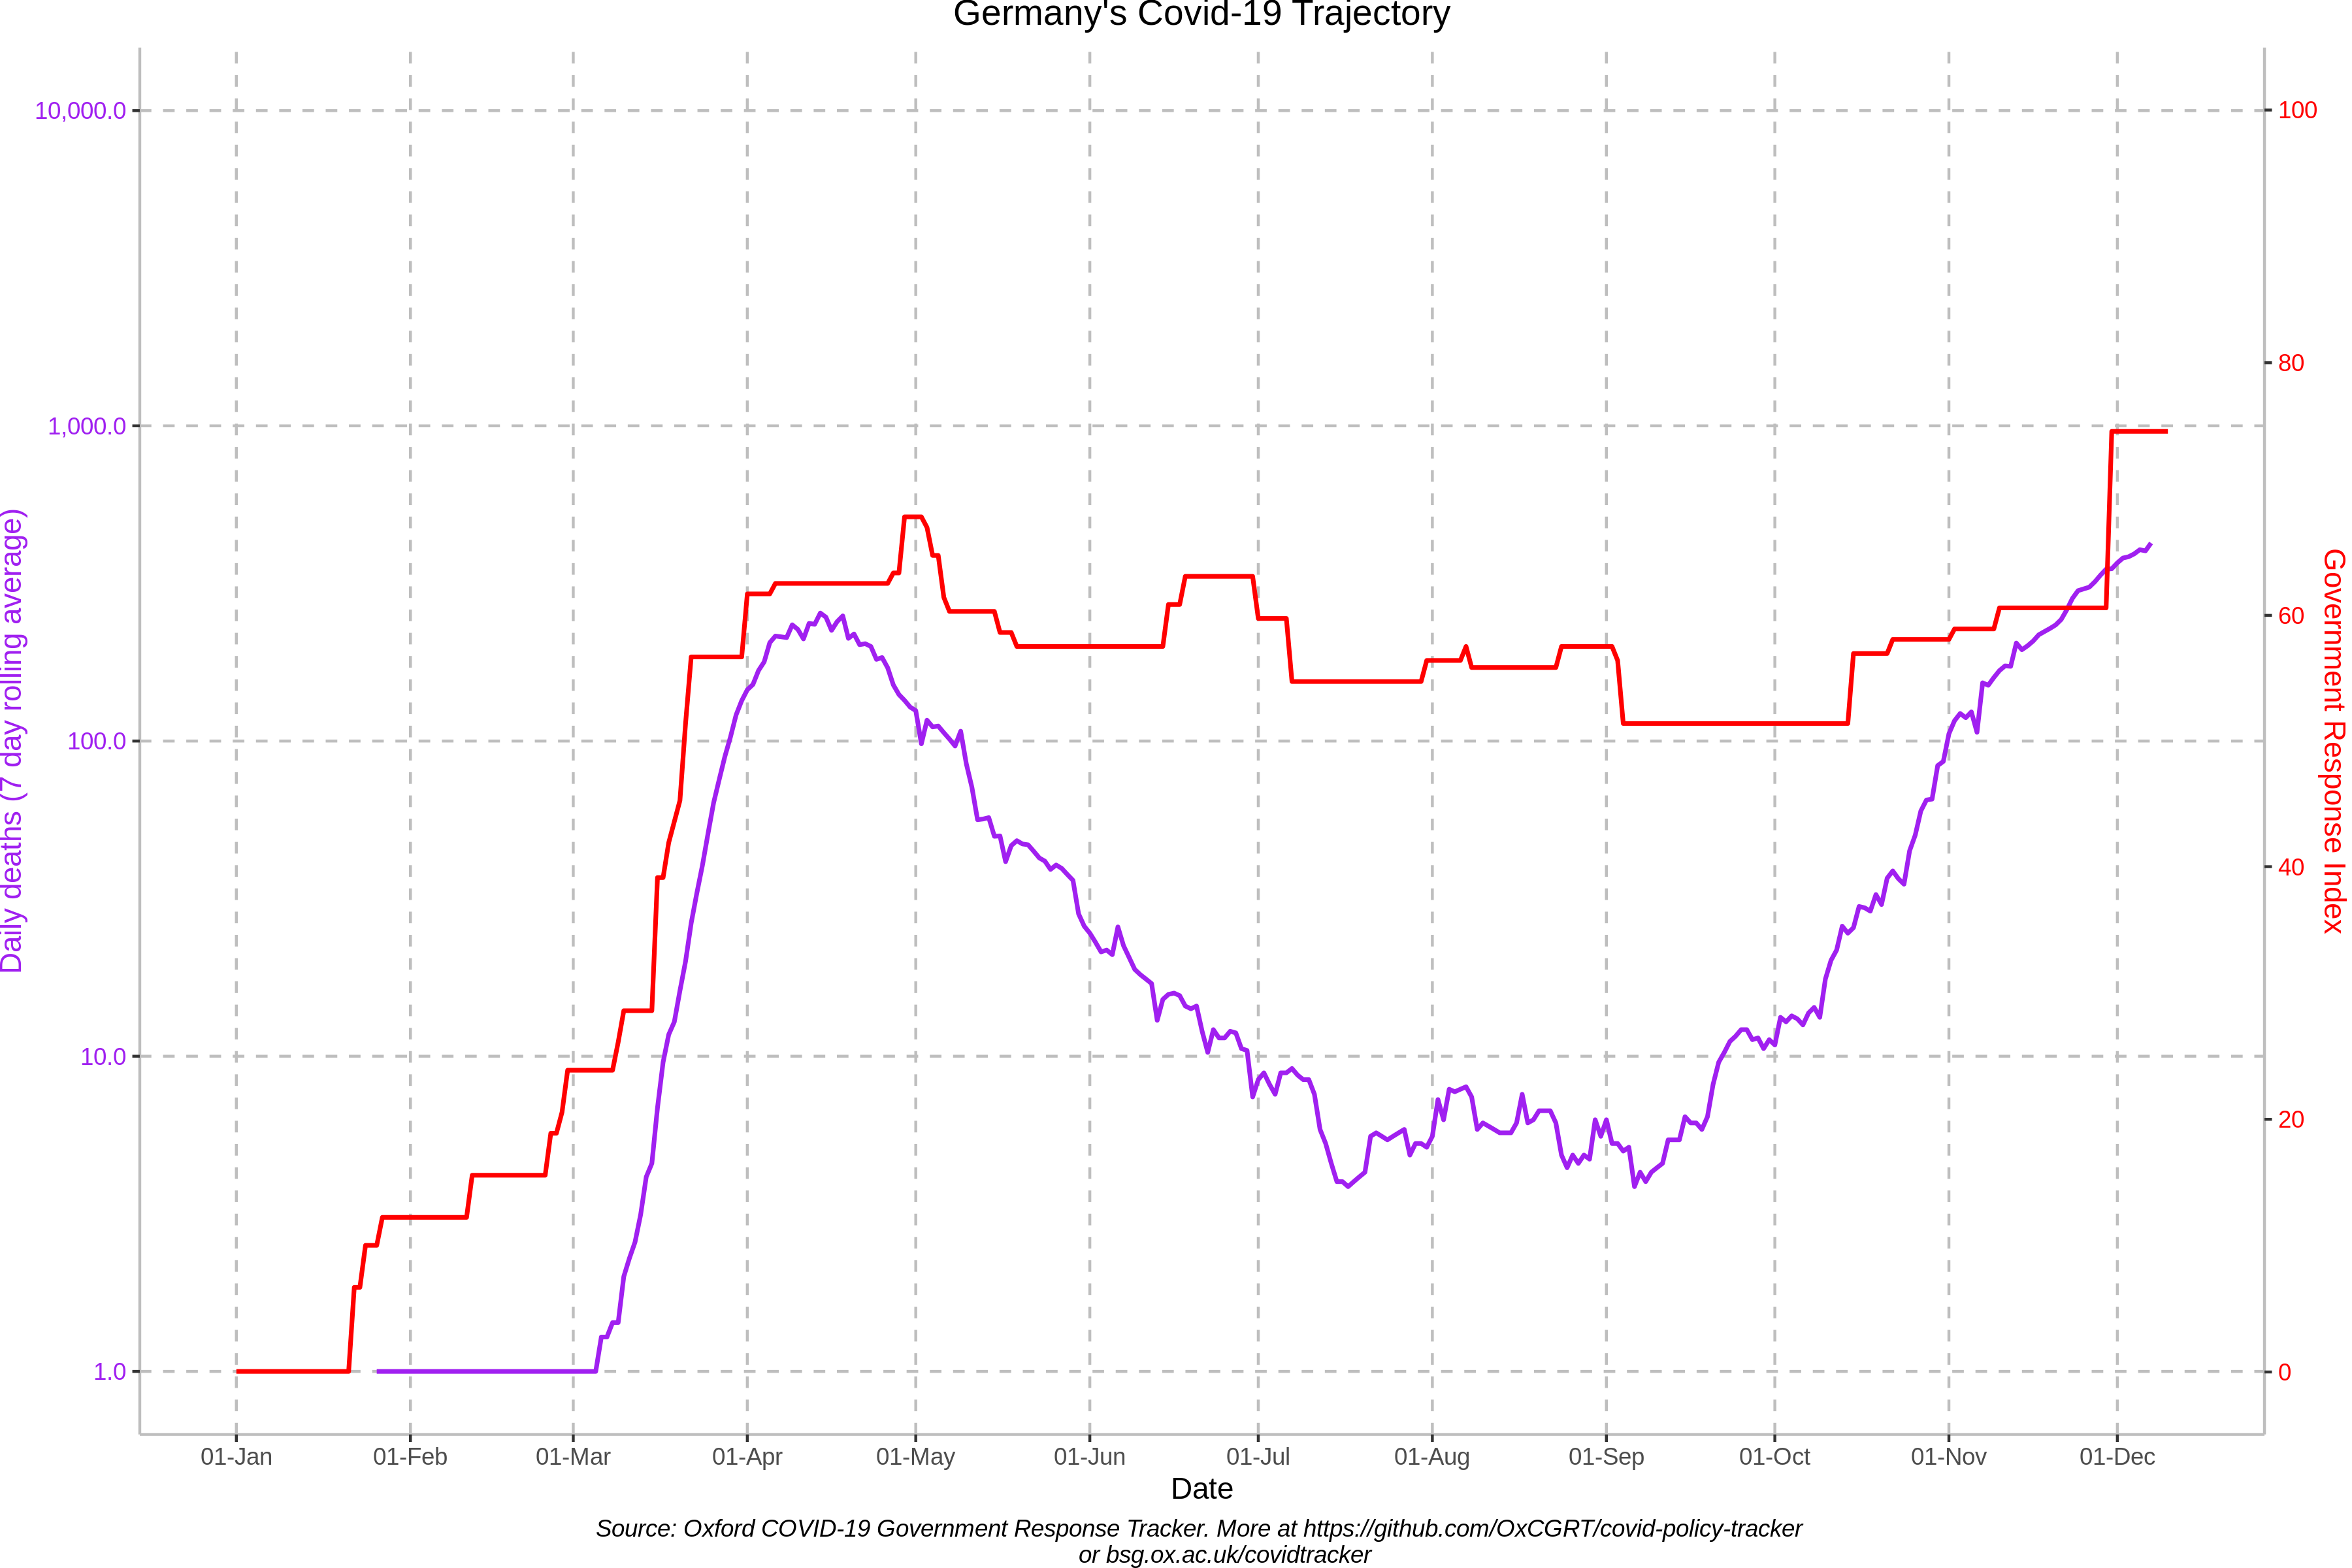 Germany's Covid-19 Trajectory
10,000.0
1,000.0
100.0
10.0
1.0
Daily deaths (7 day rolling average)
100
80
60
40
20
0
Government Response Index
01-Jan 01-Feb 01-Mar 01-Apr 01-May 01-Jun 01-Jul 01-Aug 01-Sep 01-Oct 01-Nov 01-Dec
Date
Source: Oxford COVID-19 Government Response Tracker. More at https://github.com/OxCGRT/covid-policy-tracker
or bsg.ox.ac.uk/covidtracker